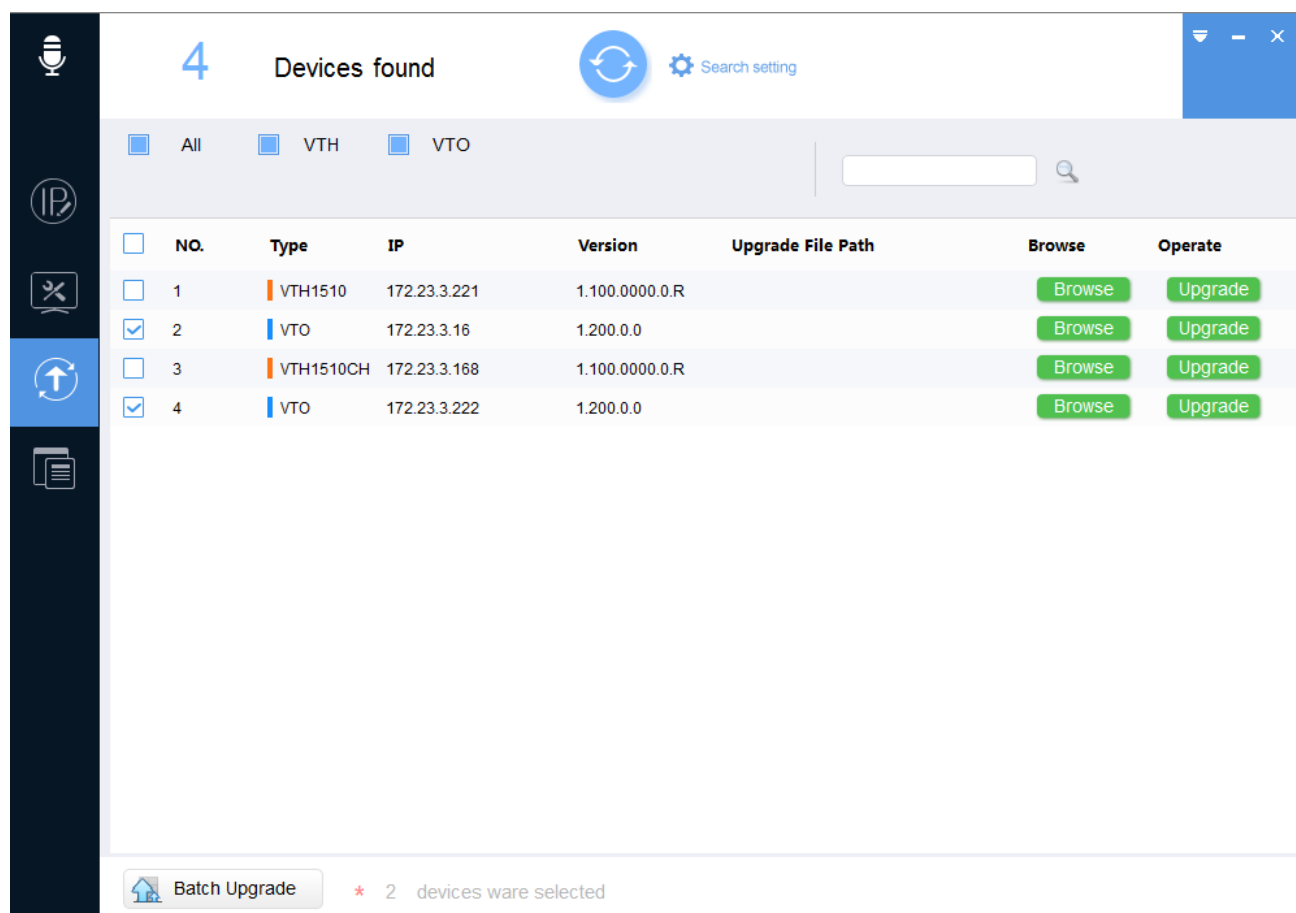 4 Devices found Search setting
All VTH VTO
IP
NO. Type IP Version Upgrade File Path Browse Operate
1 VTH1510 172.23.3.221 1.100.0000.0.R Browse Upgrade
2 VTO 172.23.3.16 1.200.0.0 Browse Upgrade
3 VTH1510CH 172.23.3.168 1.100.0000.0.R Browse Upgrade
4 VTO 172.23.3.222 1.200.0.0 Browse Upgrade
Batch Upgrade * 2 devices ware selected